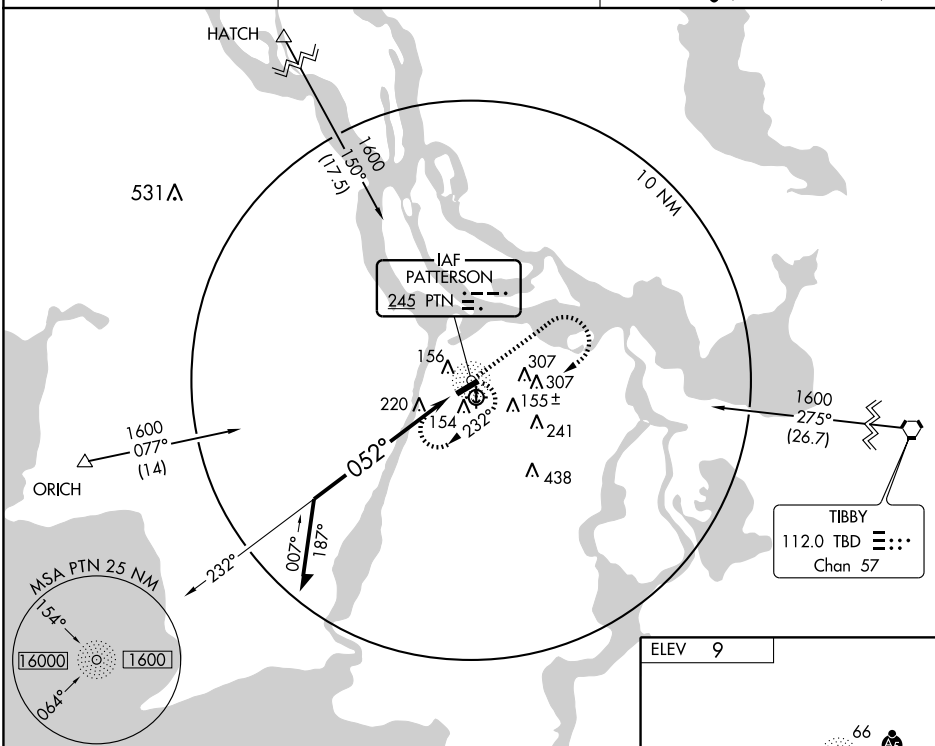 HATCH
1600
150°
(17.5)
531
10 NM
IAF
PATTERSON
245 PTN
156
307
307
220
154
155±
232°
241
438
1600
077°
(14)
ORICH
052°
1600
275°
(26.7)
TIBBY
112.0 TBD
Chan 57
007°
187°
232°
MSA PTN 25 NM
154°
16000
1600
064°
ELEV 9
66